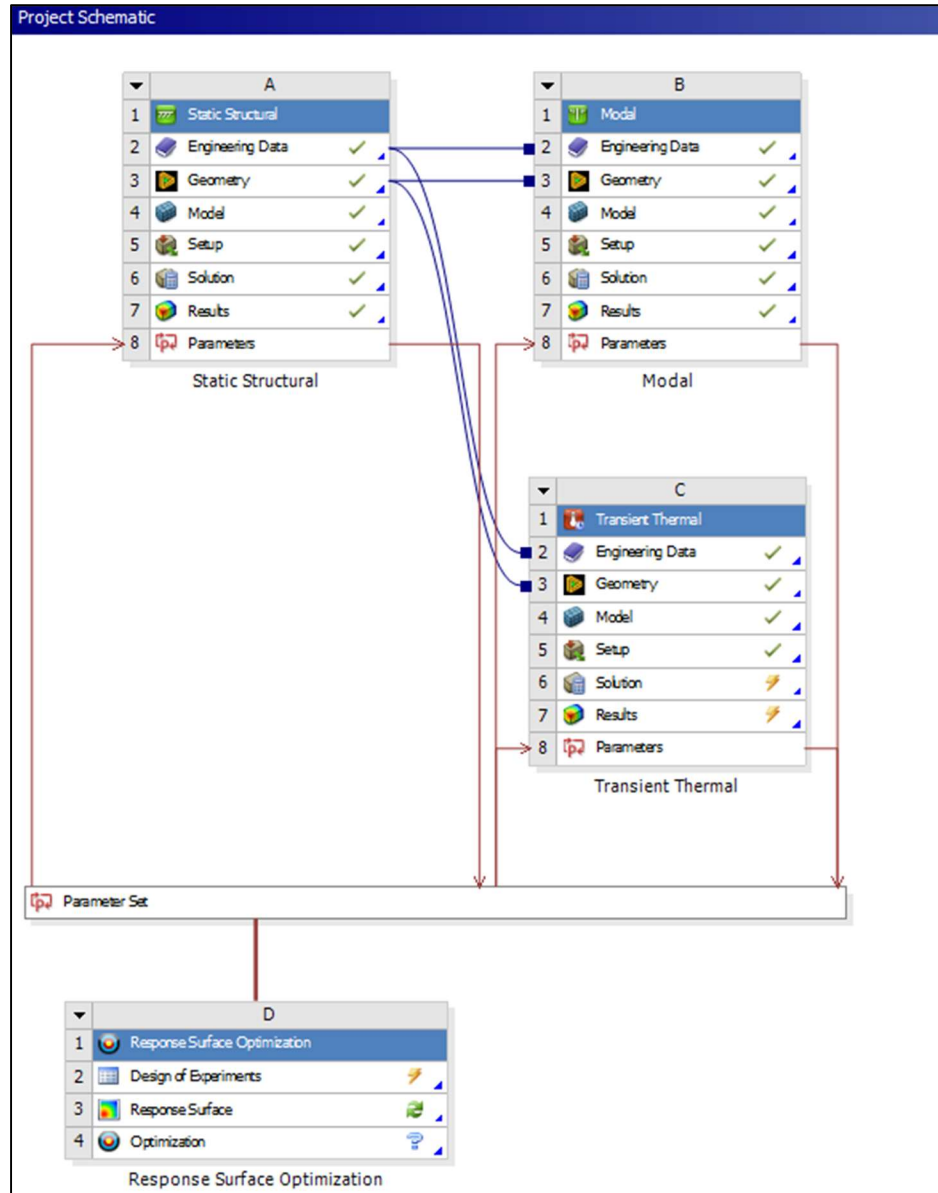 Project Schematic
A
1 Static Structural
2 Engineering Data
3 Geometry
4 Model
5 Setup
6 Solution
7 Results
8 Parameters
Static Structural
B
1 Modal
2 Engineering Data
3 Geometry
4 Model
5 Setup
6 Solution
7 Results
8 Parameters
Modal
C
1 Transient Thermal
2 Engineering Data
3 Geometry
4 Model
5 Setup
6 Solution
7 Results
8 Parameters
Transient Thermal
Parameter Set
D
1 Response Surface Optimization
2 Design of Experiments
3 Response Surface
4 Optimization
Response Surface Optimization